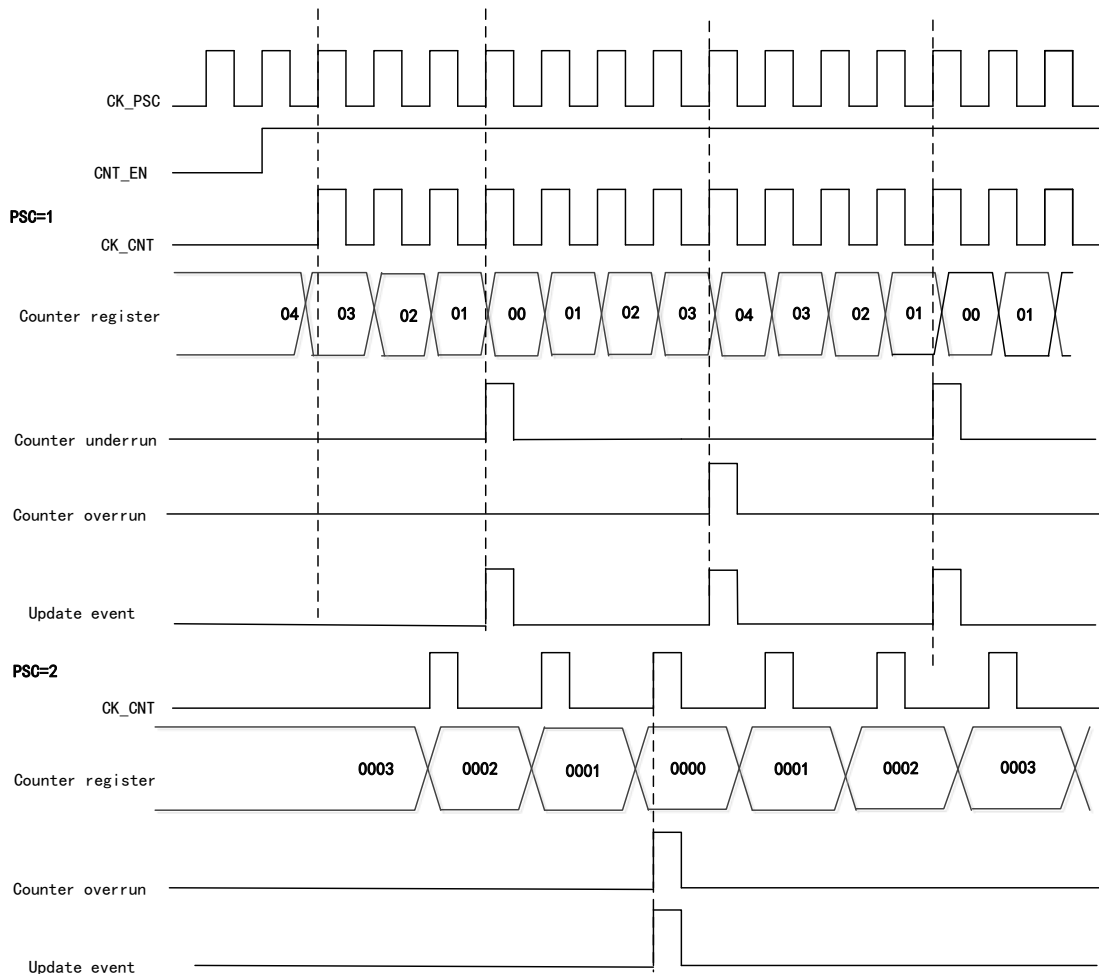 CK_PSC
CNT_EN
PSC=1
CK_CNT
Counter register 04 03 02 01 00 01 02 03 04 03 02 01 00 01
Counter underrun
Counter overrun
Update event
PSC=2
CK_CNT
Counter register 0003 0002 0001 0000 0001 0002 0003
Counter overrun
Update event